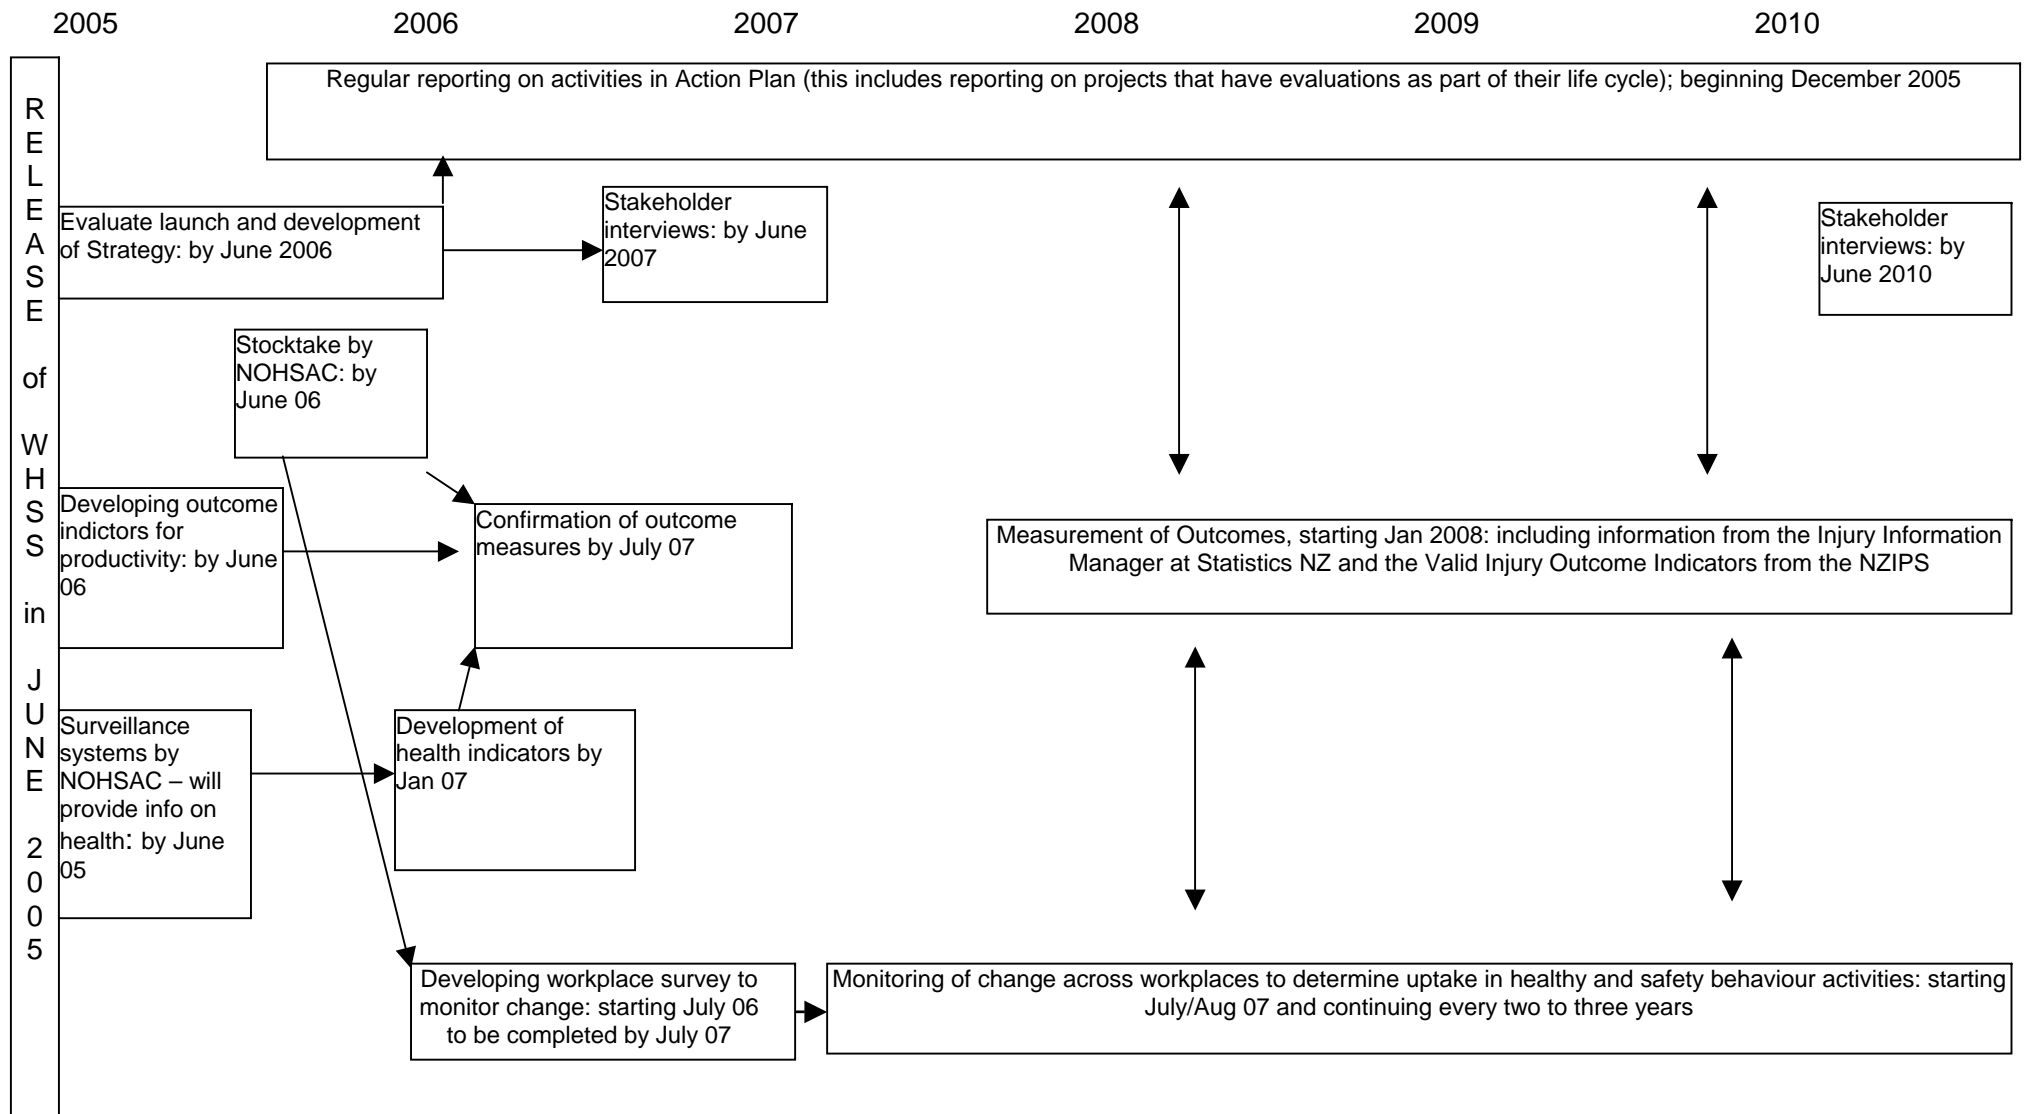 2005 2006 2007 2008 2009 2010
RELEASE of WHSS in JUNE 2005
Regular reporting on activities in Action Plan (this includes reporting on projects that have evaluations as part of their life cycle); beginning December 2005
Evaluate launch and development
of Strategy: by June 2006
Stakeholder
interviews: by June
2007
Stakeholder
interviews: by
June 2010
Stocktake by
NOHSAC: by
June 06
Developing outcome
indictors for
productivity: by June
06
Confirmation of outcome
measures by July 07
Measurement of Outcomes, starting Jan 2008: including information from the Injury Information
Manager at Statistics NZ and the Valid Injury Outcome Indicators from the NZIPS
Surveillance
systems by
NOHSAC – will
provide info on
health: by June
05
Development of
health indicators by
Jan 07
Developing workplace survey to
monitor change: starting July 06
to be completed by July 07
Monitoring of change across workplaces to determine uptake in healthy and safety behaviour activities: starting
July/Aug 07 and continuing every two to three years